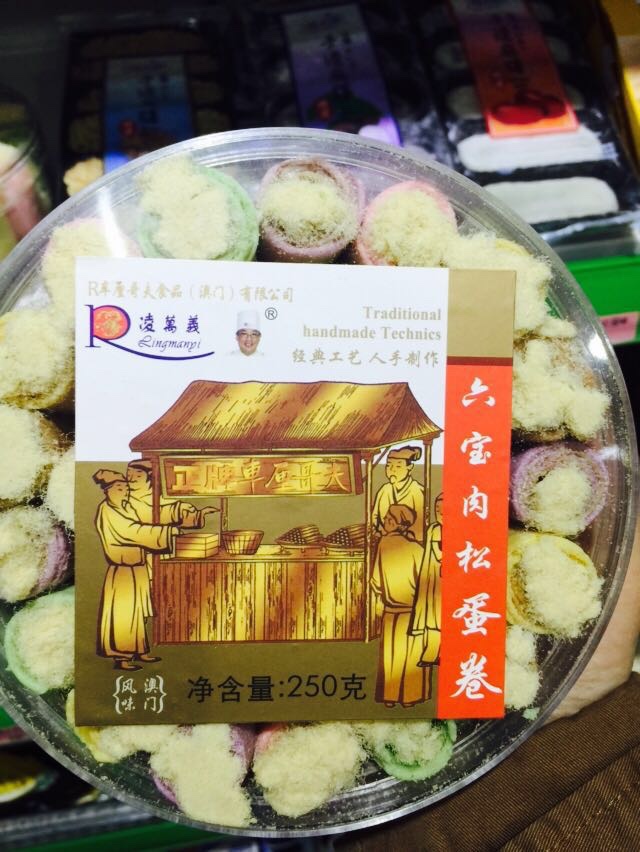 R车厘哥夫食品（澳门）有限公司
R 凌萬義 ®
Lingmanyi
Traditional
handmade Technics
经典工艺 人手制作
正牌車厘哥夫
六宝肉松蛋卷
澳门
风味
净含量:250克